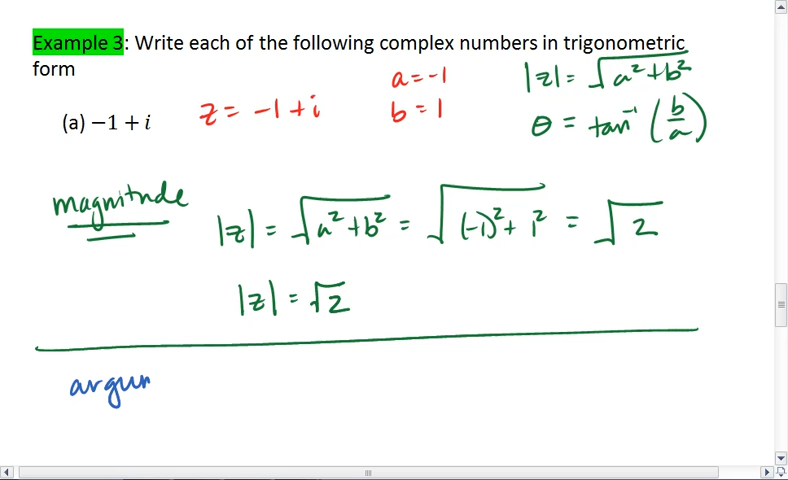 Example 3: Write each of the following complex numbers in trigonometric
form
(a) −1 + i
z = -1 + i
a = -1
b = 1
|z| = √(a² + b²)
θ = tan⁻¹(b/a)
magnitude
|z| = √(a² + b²) = √((-1)² + 1²) = √2
|z| = √2
argum